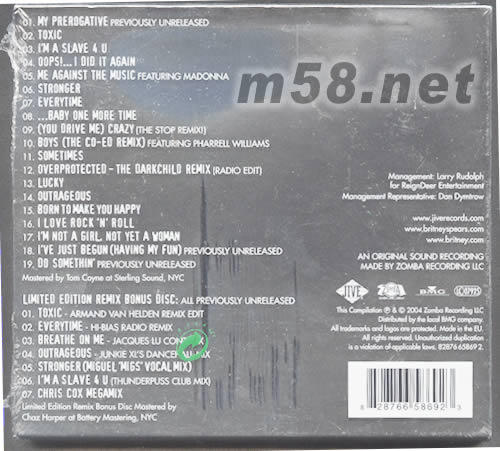 01. MY PREROGATIVE PREVIOUSLY UNRELEASED
02. TOXIC
03. I'M A SLAVE 4 U
04. OOPS!...I DID IT AGAIN
05. ME AGAINST THE MUSIC FEATURING MADONNA
06. STRONGER
07. EVERYTIME
08. ...BABY ONE MORE TIME
09. (YOU DRIVE ME) CRAZY (THE STOP REMIX!)
10. BOYS (THE CO-ED REMIX) FEATURING PHARRELL WILLIAMS
11. SOMETIMES
12. OVERPROTECTED - THE DARKCHILD REMIX (RADIO EDIT)
13. LUCKY
14. OUTRAGEOUS
15. BORN TO MAKE YOU HAPPY
16. I LOVE ROCK 'N' ROLL
17. I'M NOT A GIRL, NOT YET A WOMAN
18. I'VE JUST BEGUN (HAVING MY FUN) PREVIOUSLY UNRELEASED
19. DO SOMETHIN' PREVIOUSLY UNRELEASED
Mastered by Tom Coyne at Sterling Sound, NYC
LIMITED EDITION REMIX BONUS DISC: ALL PREVIOUSLY UNRELEASED
01. TOXIC - ARMAND VAN HELDEN REMIX EDIT
02. EVERYTIME - HI-BIAS RADIO REMIX
03. BREATHE ON ME - JACQUES LU CONT MIX
04. OUTRAGEOUS - JUNKIE XL'S DANCEHALL MIX
05. STRONGER (MIGUEL 'MIGS' VOCAL MIX)
06. I'M A SLAVE 4 U (THUNDERPUSS CLUB MIX)
07. CHRIS COX MEGAMIX
Limited Edition Remix Bonus Disc Mastered by
Chaz Harper at Battery Mastering, NYC
m58.net
Management: Larry Rudolph
for ReignDeer Entertainment
Management Representative: Dan Dymtrow
www.jiverecords.com
www.britneyspears.com
www.britney.com
AN ORIGINAL SOUND RECORDING
MADE BY ZOMBA RECORDING LLC
JIVE
ZOMBA
BMG
LC 07925
This Compilation ℗ & © 2004 Zomba Recording LLC
Distributed by the local BMG company.
All trademarks and logos are protected. Made in the EU.
All Rights Reserved. Unauthorized duplication
is a violation of applicable laws. 82876 658692
8 28766 58692 3